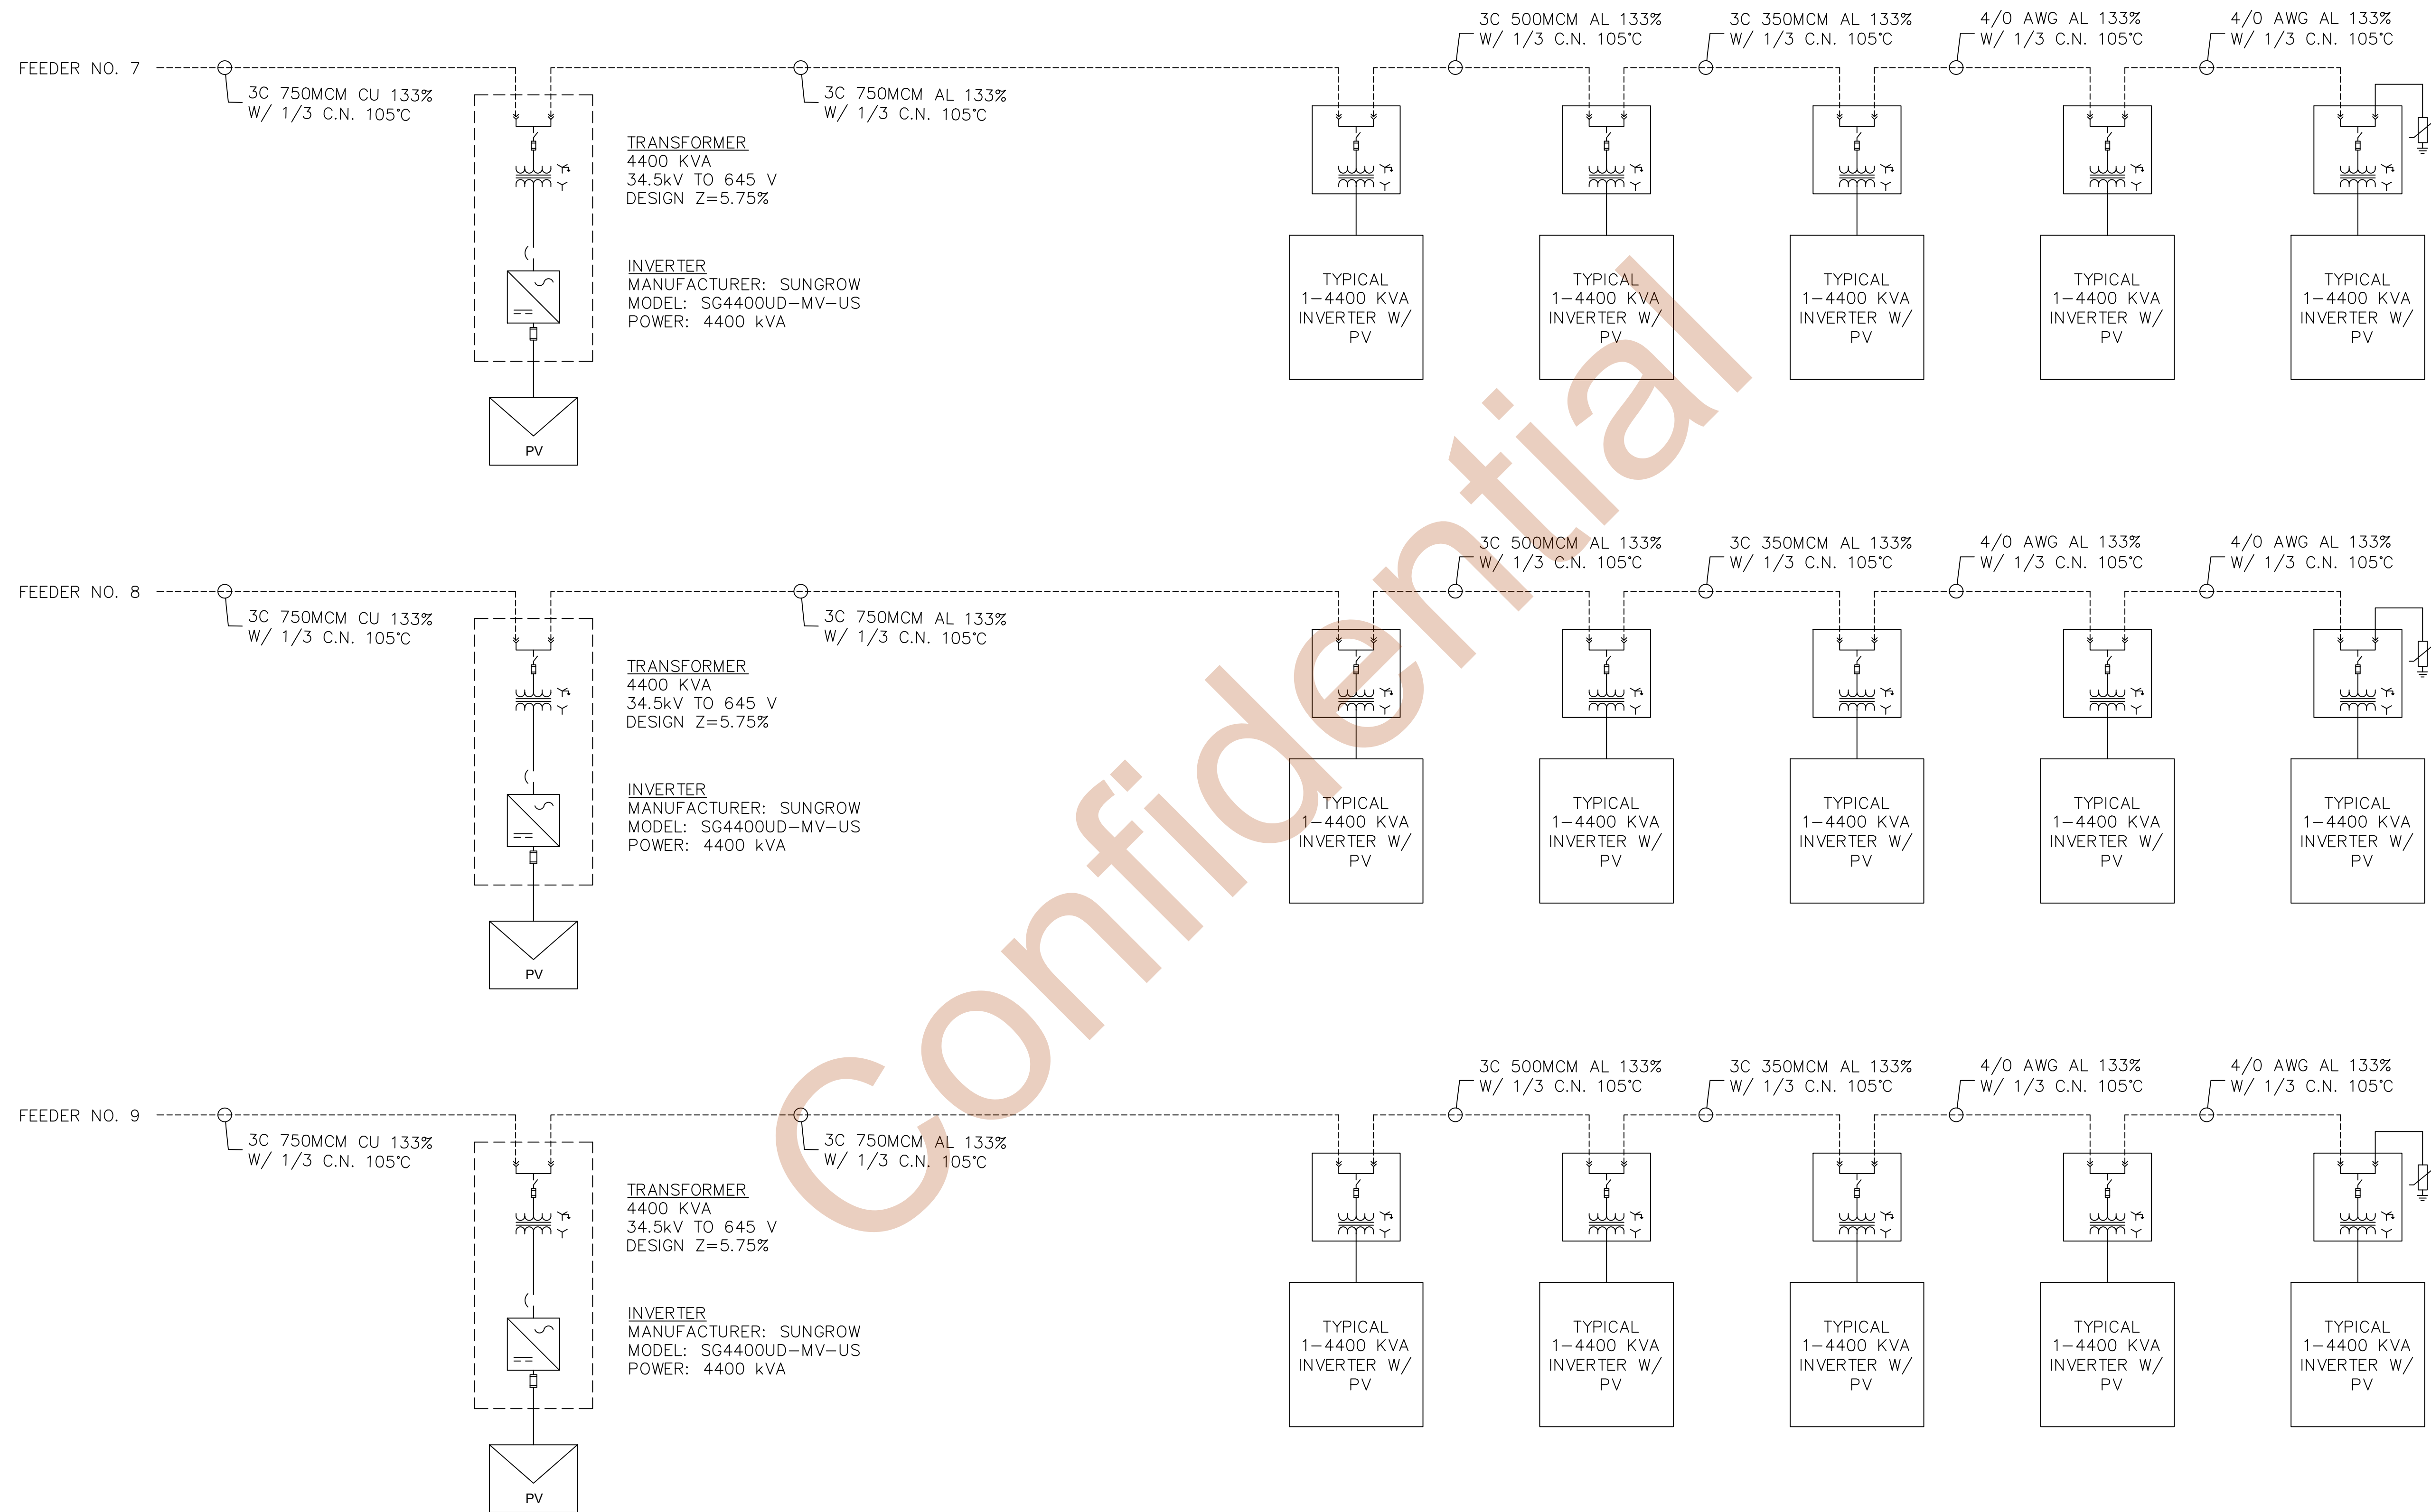 3C 500MCM AL 133%
W/ 1/3 C.N. 105°C
3C 350MCM AL 133%
W/ 1/3 C.N. 105°C
4/0 AWG AL 133%
W/ 1/3 C.N. 105°C
4/0 AWG AL 133%
W/ 1/3 C.N. 105°C
FEEDER NO. 7
3C 750MCM CU 133%
W/ 1/3 C.N. 105°C
3C 750MCM AL 133%
W/ 1/3 C.N. 105°C
TRANSFORMER
4400 KVA
34.5kV TO 645 V
DESIGN Z=5.75%
INVERTER
MANUFACTURER: SUNGROW
MODEL: SG4400UD-MV-US
POWER: 4400 kVA
TYPICAL
1-4400 KVA
INVERTER W/
PV
TYPICAL
1-4400 KVA
INVERTER W/
PV
TYPICAL
1-4400 KVA
INVERTER W/
PV
TYPICAL
1-4400 KVA
INVERTER W/
PV
TYPICAL
1-4400 KVA
INVERTER W/
PV
PV
3C 500MCM AL 133%
W/ 1/3 C.N. 105°C
3C 350MCM AL 133%
W/ 1/3 C.N. 105°C
4/0 AWG AL 133%
W/ 1/3 C.N. 105°C
4/0 AWG AL 133%
W/ 1/3 C.N. 105°C
FEEDER NO. 8
3C 750MCM CU 133%
W/ 1/3 C.N. 105°C
3C 750MCM AL 133%
W/ 1/3 C.N. 105°C
TRANSFORMER
4400 KVA
34.5kV TO 645 V
DESIGN Z=5.75%
INVERTER
MANUFACTURER: SUNGROW
MODEL: SG4400UD-MV-US
POWER: 4400 kVA
TYPICAL
1-4400 KVA
INVERTER W/
PV
TYPICAL
1-4400 KVA
INVERTER W/
PV
TYPICAL
1-4400 KVA
INVERTER W/
PV
TYPICAL
1-4400 KVA
INVERTER W/
PV
TYPICAL
1-4400 KVA
INVERTER W/
PV
PV
3C 500MCM AL 133%
W/ 1/3 C.N. 105°C
3C 350MCM AL 133%
W/ 1/3 C.N. 105°C
4/0 AWG AL 133%
W/ 1/3 C.N. 105°C
4/0 AWG AL 133%
W/ 1/3 C.N. 105°C
FEEDER NO. 9
3C 750MCM CU 133%
W/ 1/3 C.N. 105°C
3C 750MCM AL 133%
W/ 1/3 C.N. 105°C
TRANSFORMER
4400 KVA
34.5kV TO 645 V
DESIGN Z=5.75%
INVERTER
MANUFACTURER: SUNGROW
MODEL: SG4400UD-MV-US
POWER: 4400 kVA
TYPICAL
1-4400 KVA
INVERTER W/
PV
TYPICAL
1-4400 KVA
INVERTER W/
PV
TYPICAL
1-4400 KVA
INVERTER W/
PV
TYPICAL
1-4400 KVA
INVERTER W/
PV
TYPICAL
1-4400 KVA
INVERTER W/
PV
PV
Confidential